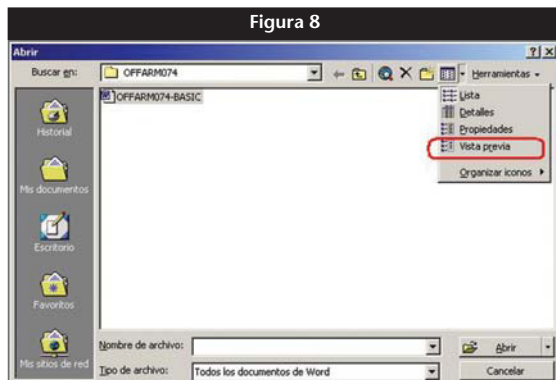 Figura 8
Abrir
Buscar en:
OFFARM074
Herramientas
OFFARM074-BASIC
Lista
Detalles
Propiedades
Vista previa
Organizar iconos
Historial
Mis documentos
Escritorio
Favoritos
Mis sitios de red
Nombre de archivo:
Abrir
Tipo de archivo:
Todos los documentos de Word
Cancelar